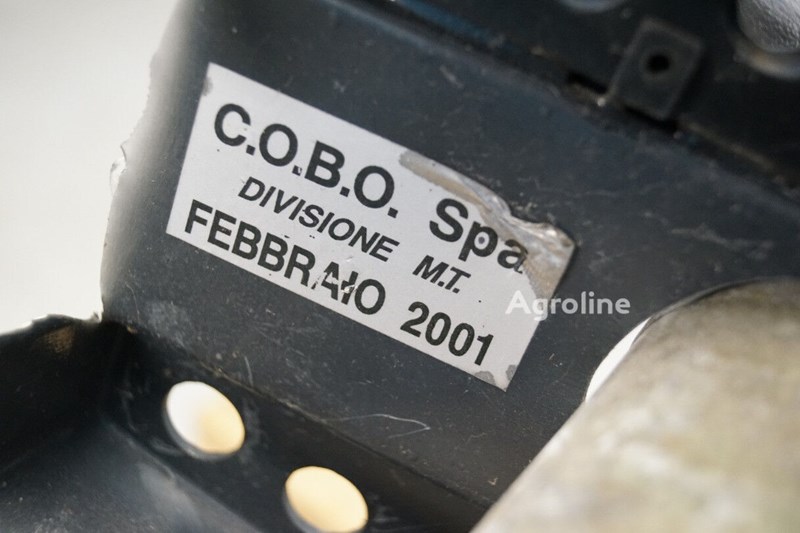 C.O.B.O. Spa
DIVISIONE M.T.
FEBBRAIO 2001
Agroline